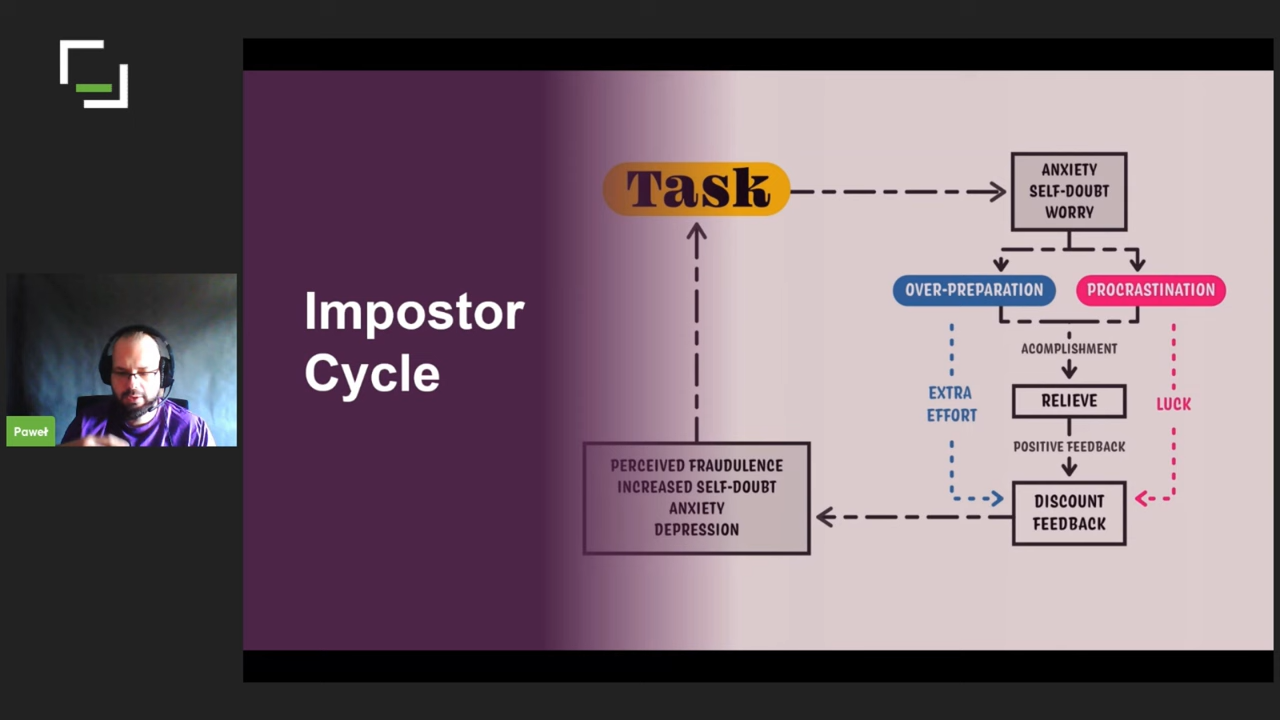 Paweł
Impostor
Cycle
Task
ANXIETY
SELF-DOUBT
WORRY
OVER-PREPARATION
PROCRASTINATION
ACOMPLISHMENT
EXTRA
EFFORT
RELIEVE
LUCK
POSITIVE FEEDBACK
DISCOUNT
FEEDBACK
PERCEIVED FRAUDULENCE
INCREASED SELF-DOUBT
ANXIETY
DEPRESSION